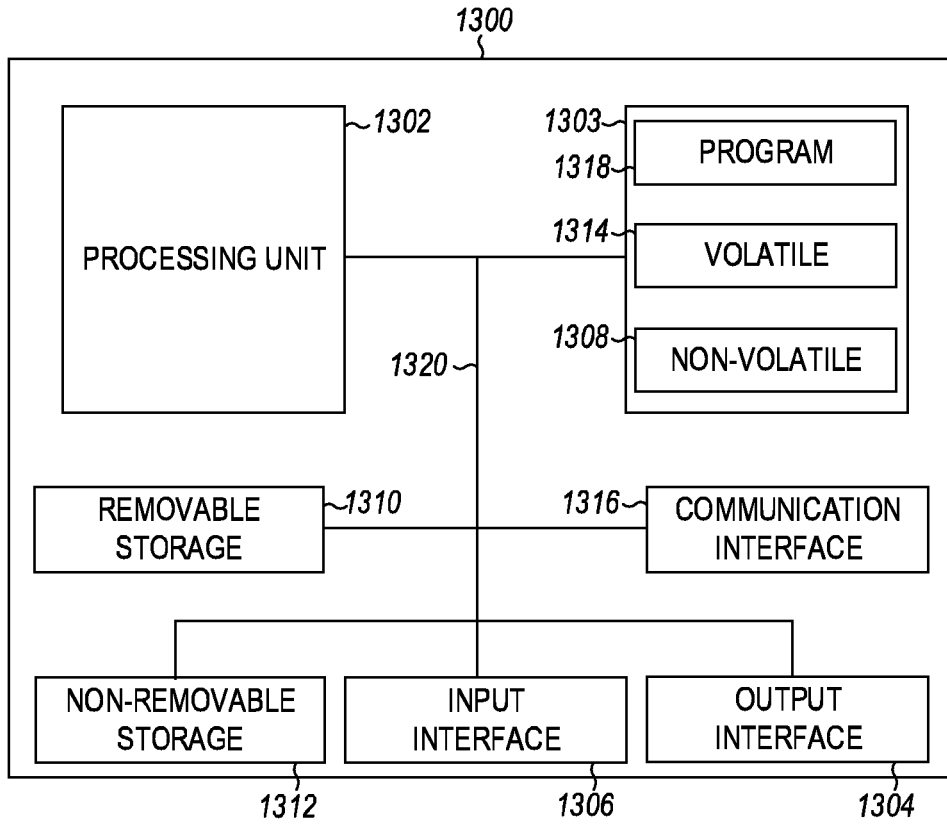 1300
1302
PROCESSING UNIT
1303
PROGRAM
1318
1314
VOLATILE
1308
NON-VOLATILE
1320
REMOVABLE
STORAGE
1310
1316
COMMUNICATION
INTERFACE
NON-REMOVABLE
STORAGE
1312
INPUT
INTERFACE
1306
OUTPUT
INTERFACE
1304